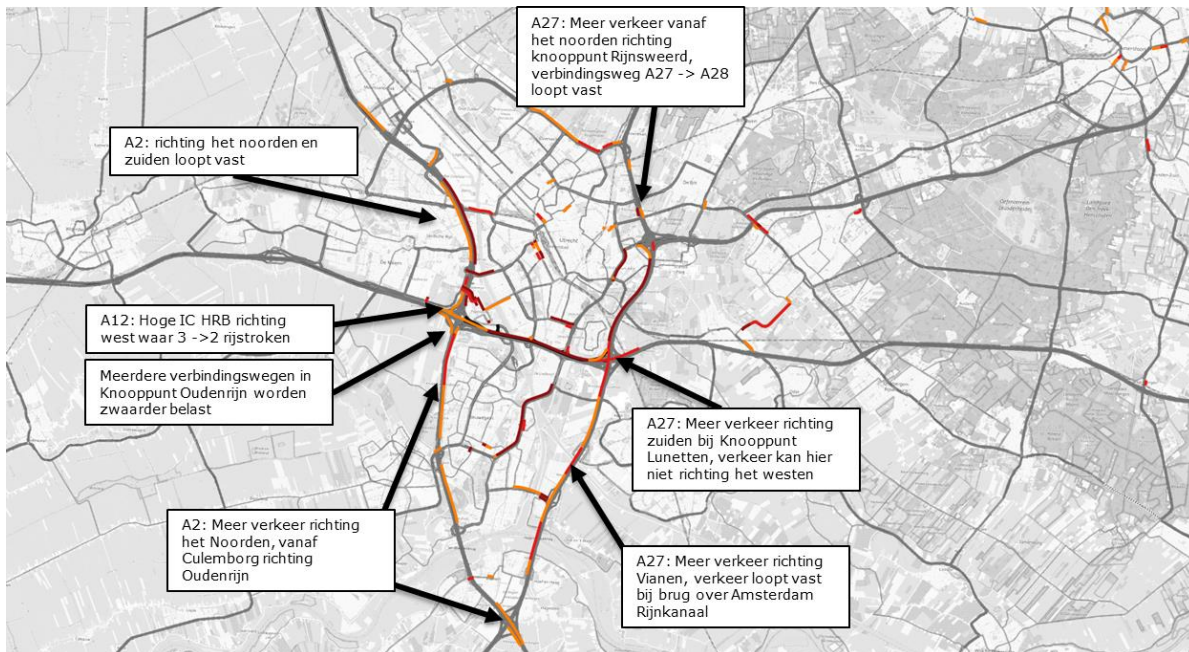 A27: Meer verkeer vanaf
het noorden richting
knooppunt Rijnsweerd,
verbindingsweg A27 -> A28
loopt vast
A2: richting het noorden en
zuiden loopt vast
Utrecht
De Meern
A12: Hoge IC HRB richting
west waar 3 ->2 rijstroken
Meerdere verbindingswegen in
Knooppunt Oudenrijn worden
zwaarder belast
A27: Meer verkeer richting
zuiden bij Knooppunt
Lunetten, verkeer kan hier
niet richting het westen
A2: Meer verkeer richting
het Noorden, vanaf
Culemborg richting
Oudenrijn
A27: Meer verkeer richting
Vianen, verkeer loopt vast
bij brug over Amsterdam
Rijnkanaal